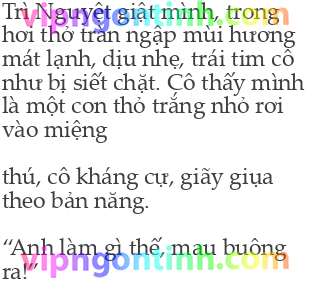 Trì Nguyệt giật mình, trong
hơi thở tràn ngập mùi hương
mát lạnh, dịu nhẹ, trái tim cô
như bị siết chặt. Cô thấy mình
là một con thỏ trắng nhỏ rơi
vào miệng
thú, cô kháng cự, giãy giụa
theo bản năng.
“Anh làm gì thế, mau buông
ra!”
vipngontinh.com
vipngontinh.com
vipngontinh.com